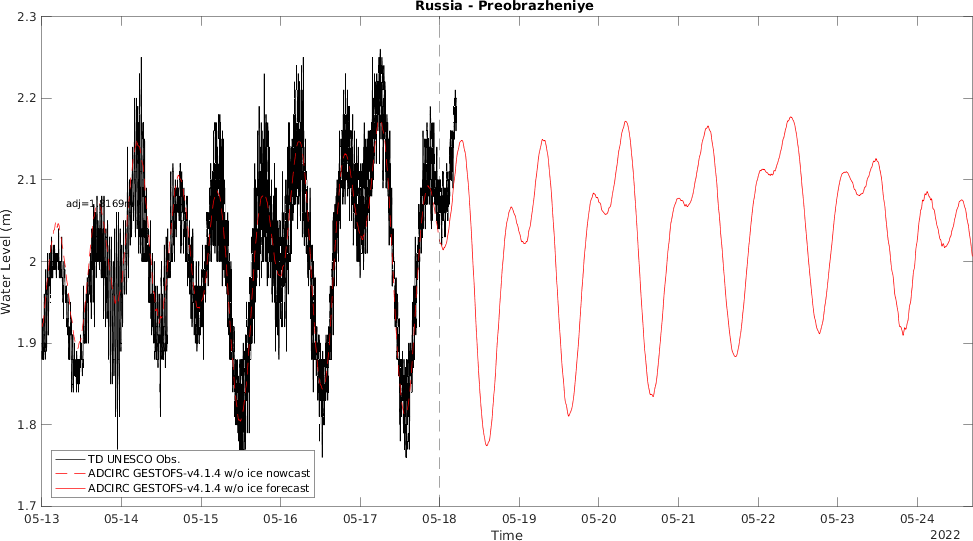 Russia - Preobrazheniye
2.3
2.2
2.1
2
1.9
1.8
1.7
Water Level (m)
TD UNESCO Obs.
ADCIRC GESTOFS-v4.1.4 w/o ice nowcast
ADCIRC GESTOFS-v4.1.4 w/o ice forecast
05-13 05-14 05-15 05-16 05-17 05-18 05-19 05-20 05-21 05-22 05-23 05-24
Time
2022